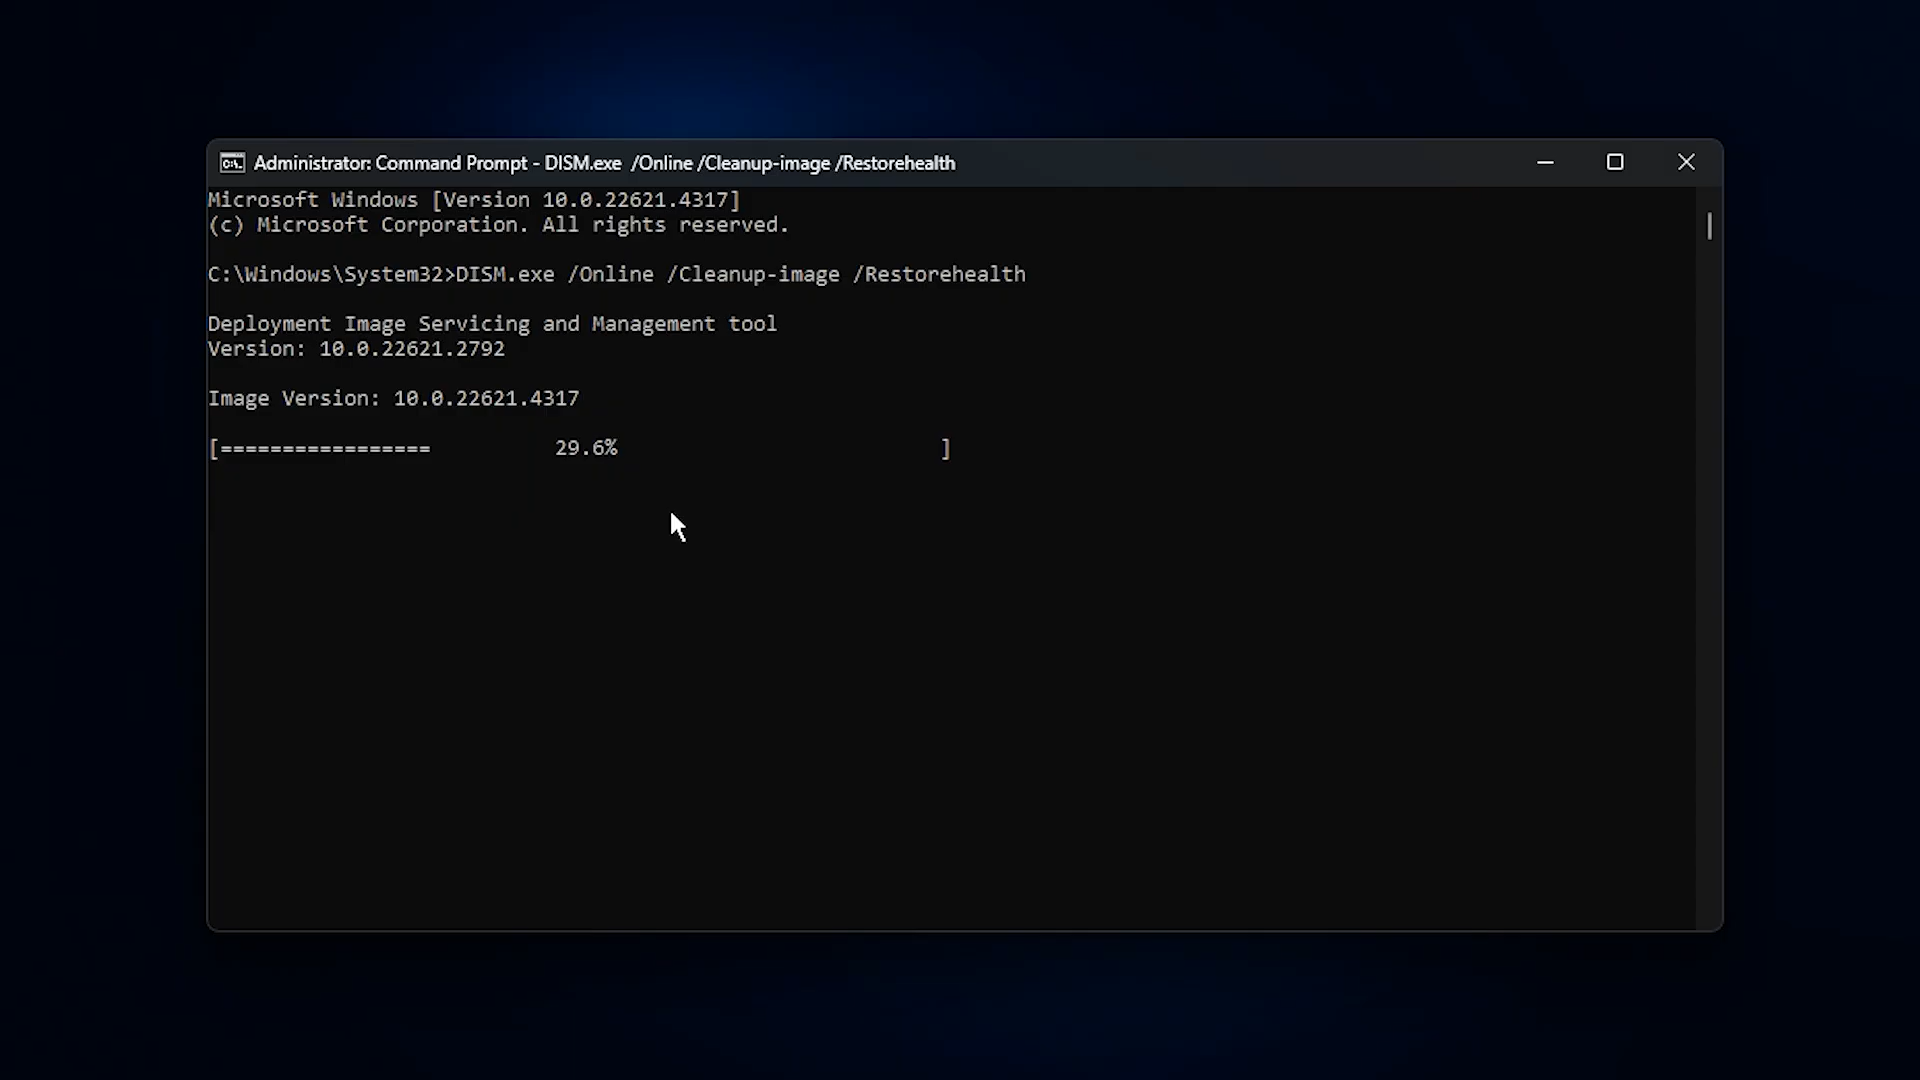 Administrator: Command Prompt - DISM.exe  /Online /Cleanup-image /Restorehealth
Microsoft Windows [Version 10.0.22621.4317]
(c) Microsoft Corporation. All rights reserved.
C:\Windows\System32>DISM.exe /Online /Cleanup-image /Restorehealth
Deployment Image Servicing and Management tool
Version: 10.0.22621.2792
Image Version: 10.0.22621.4317
[=================          29.6%                          ]